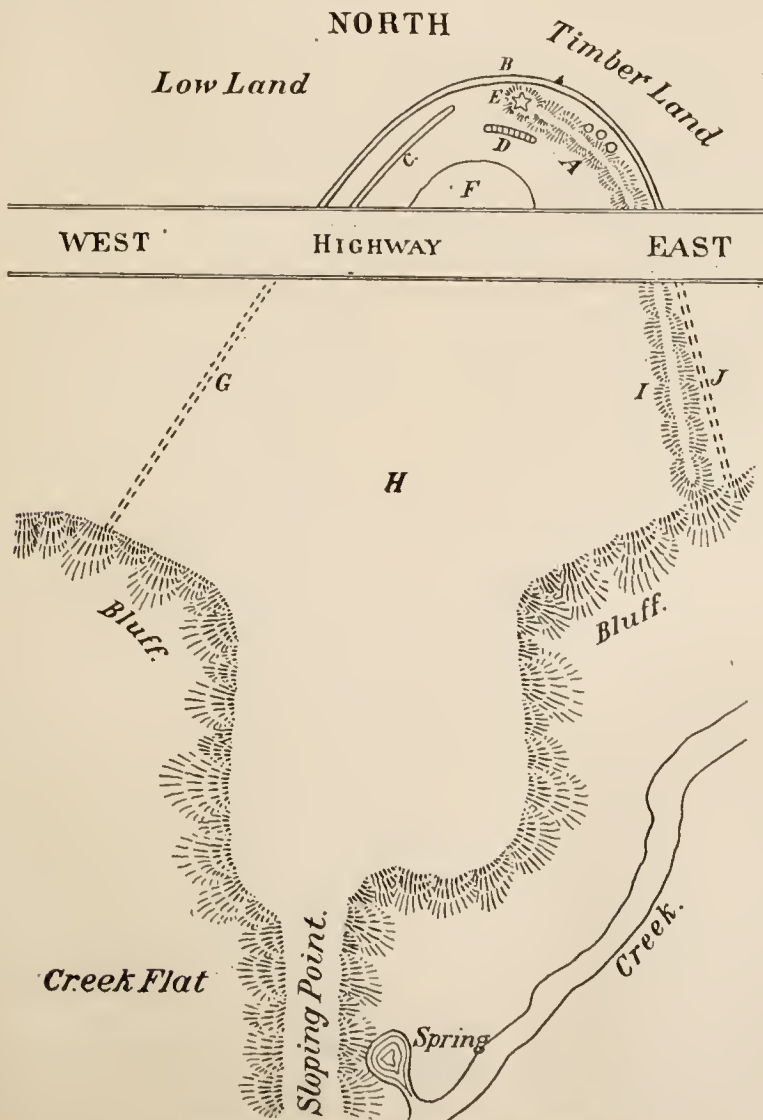 NORTH
Low Land
Timber Land
B
E
D
A
C.
F
WEST
HIGHWAY
EAST
G
I
J
H
Bluff.
Bluff.
Creek Flat
Sloping Point.
Creek.
Spring